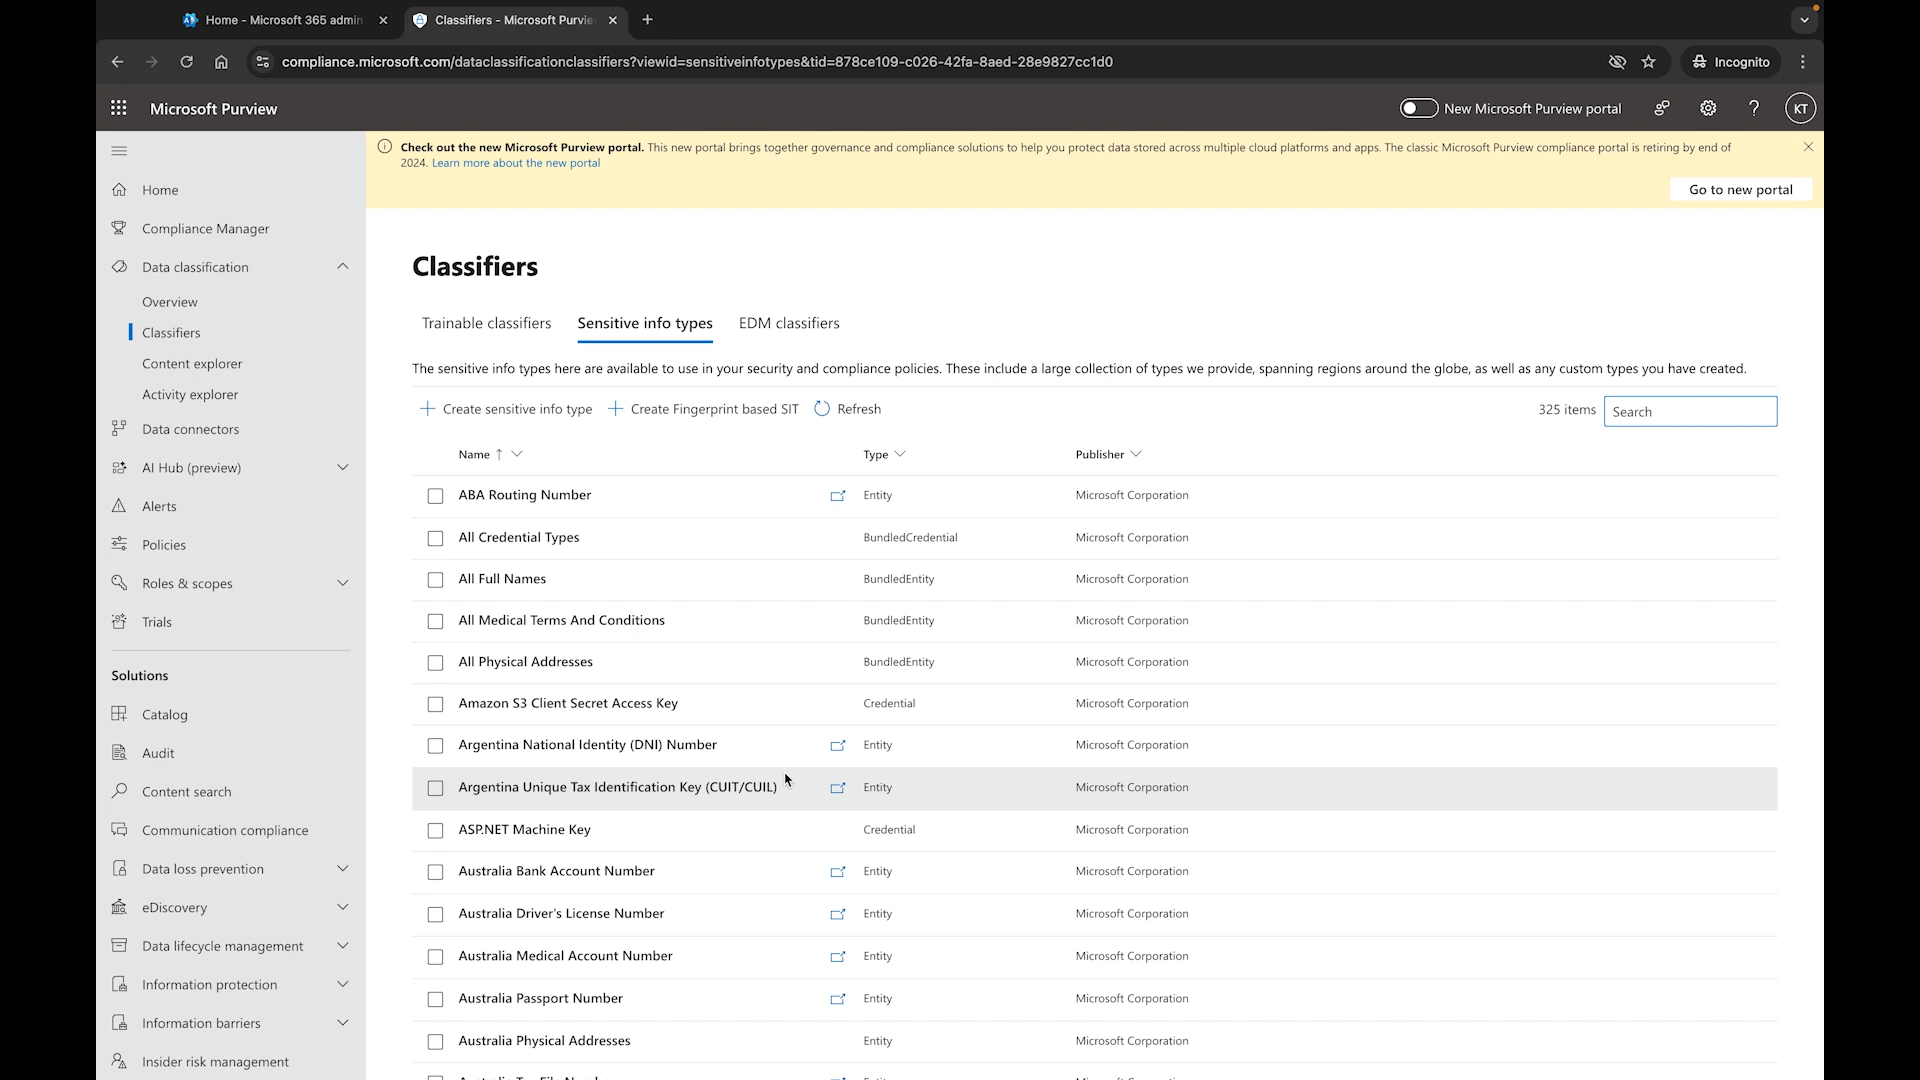 Home - Microsoft 365 admin
Classifiers - Microsoft Purvie
compliance.microsoft.com/dataclassificationclassifiers?viewid=sensitiveinfotypes&tid=878ce109-c026-42fa-8aed-28e9827cc1d0
Incognito
Microsoft Purview
New Microsoft Purview portal
?
KT
Check out the new Microsoft Purview portal. This new portal brings together governance and compliance solutions to help you protect data stored across multiple cloud platforms and apps. The classic Microsoft Purview compliance portal is retiring by end of
2024. Learn more about the new portal
Go to new portal
Home
Compliance Manager
Data classification
Overview
Classifiers
Content explorer
Activity explorer
Data connectors
AI Hub (preview)
Alerts
Policies
Roles & scopes
Trials
Solutions
Catalog
Audit
Content search
Communication compliance
Data loss prevention
eDiscovery
Data lifecycle management
Information protection
Information barriers
Insider risk management
Classifiers
Trainable classifiers
Sensitive info types
EDM classifiers
The sensitive info types here are available to use in your security and compliance policies. These include a large collection of types we provide, spanning regions around the globe, as well as any custom types you have created.
Create sensitive info type
Create Fingerprint based SIT
Refresh
325 items
Search
Name Type Publisher
ABA Routing Number Entity Microsoft Corporation
All Credential Types BundledCredential Microsoft Corporation
All Full Names BundledEntity Microsoft Corporation
All Medical Terms And Conditions BundledEntity Microsoft Corporation
All Physical Addresses BundledEntity Microsoft Corporation
Amazon S3 Client Secret Access Key Credential Microsoft Corporation
Argentina National Identity (DNI) Number Entity Microsoft Corporation
Argentina Unique Tax Identification Key (CUIT/CUIL) Entity Microsoft Corporation
ASP.NET Machine Key Credential Microsoft Corporation
Australia Bank Account Number Entity Microsoft Corporation
Australia Driver's License Number Entity Microsoft Corporation
Australia Medical Account Number Entity Microsoft Corporation
Australia Passport Number Entity Microsoft Corporation
Australia Physical Addresses Entity Microsoft Corporation